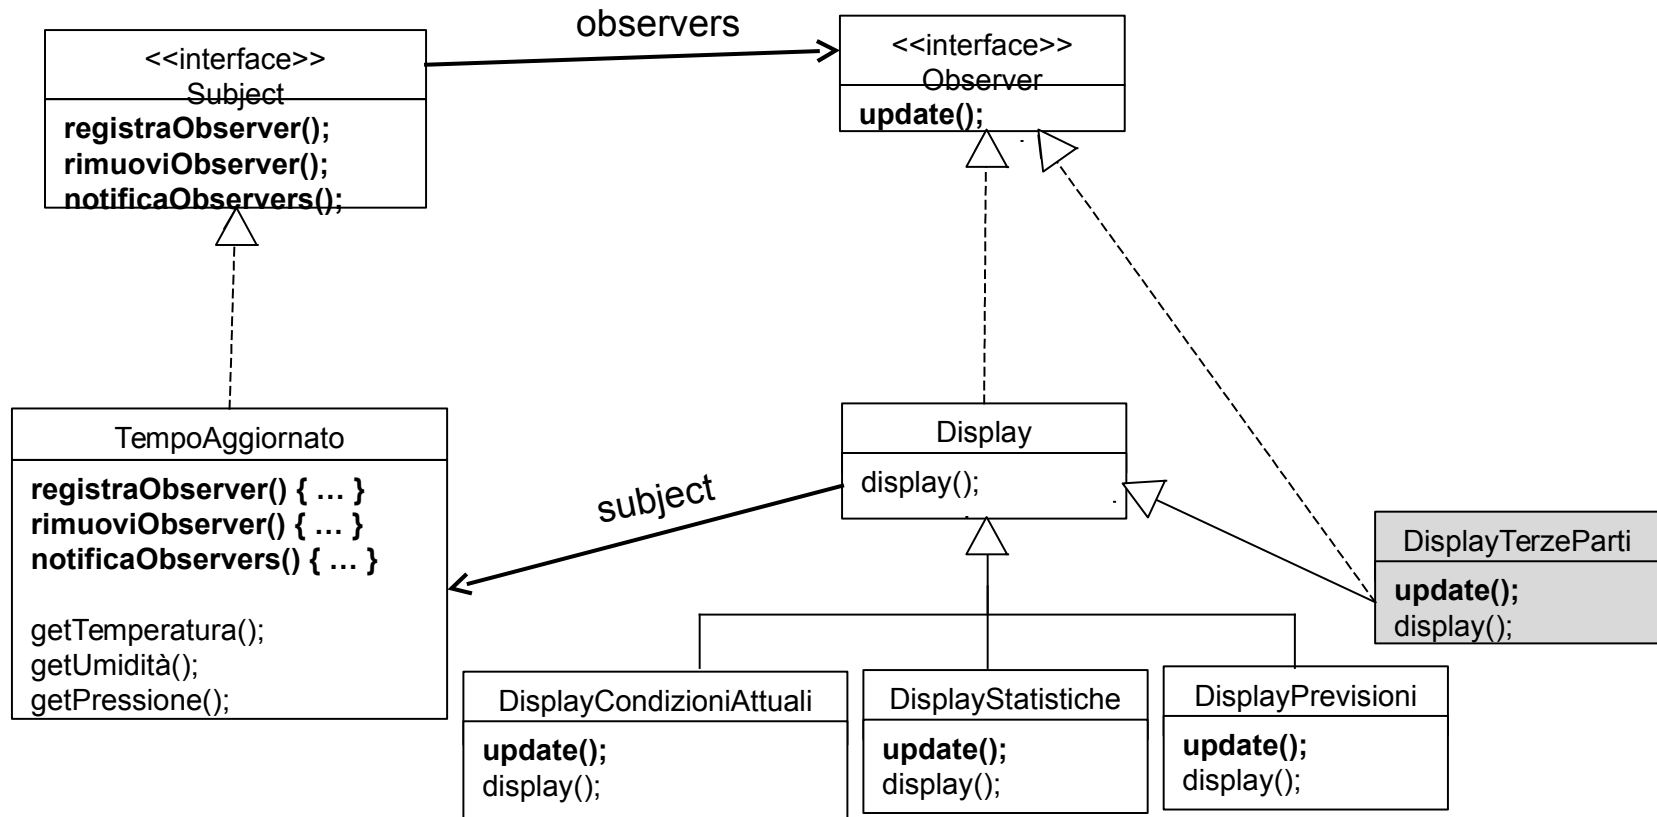 observers
<<interface>>
Subject
registraObserver();
rimuoviObserver();
notificaObservers();
<<interface>>
Observer
update();
TempoAggiornato
registraObserver() { … }
rimuoviObserver() { … }
notificaObservers() { … }
getTemperatura();
getUmidità();
getPressione();
subject
Display
display();
DisplayTerzeParti
update();
display();
DisplayCondizioniAttuali
update();
display();
DisplayStatistiche
update();
display();
DisplayPrevisioni
update();
display();